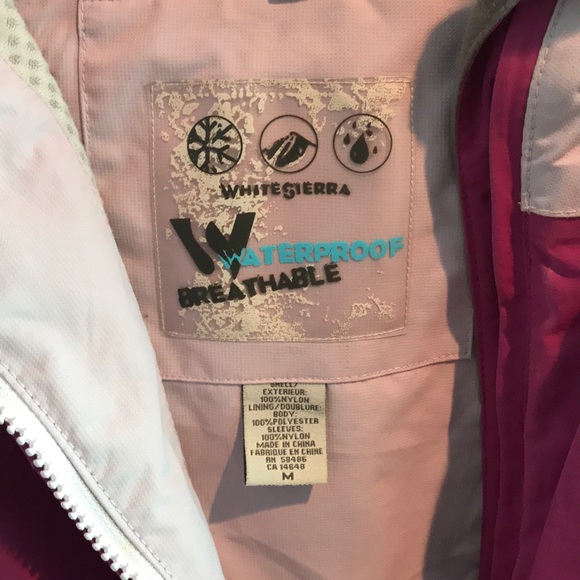 WHITESIERRA
WATERPROOF
BREATHABLE
SHELL/
EXTERIEUR:
100%NYLON
LINING/DOUBLURE:
BODY:
100%POLYESTER
SLEEVES:
100%NYLON
MADE IN CHINA
FABRIQUE EN CHINE
RN 58486
CA 14648
M